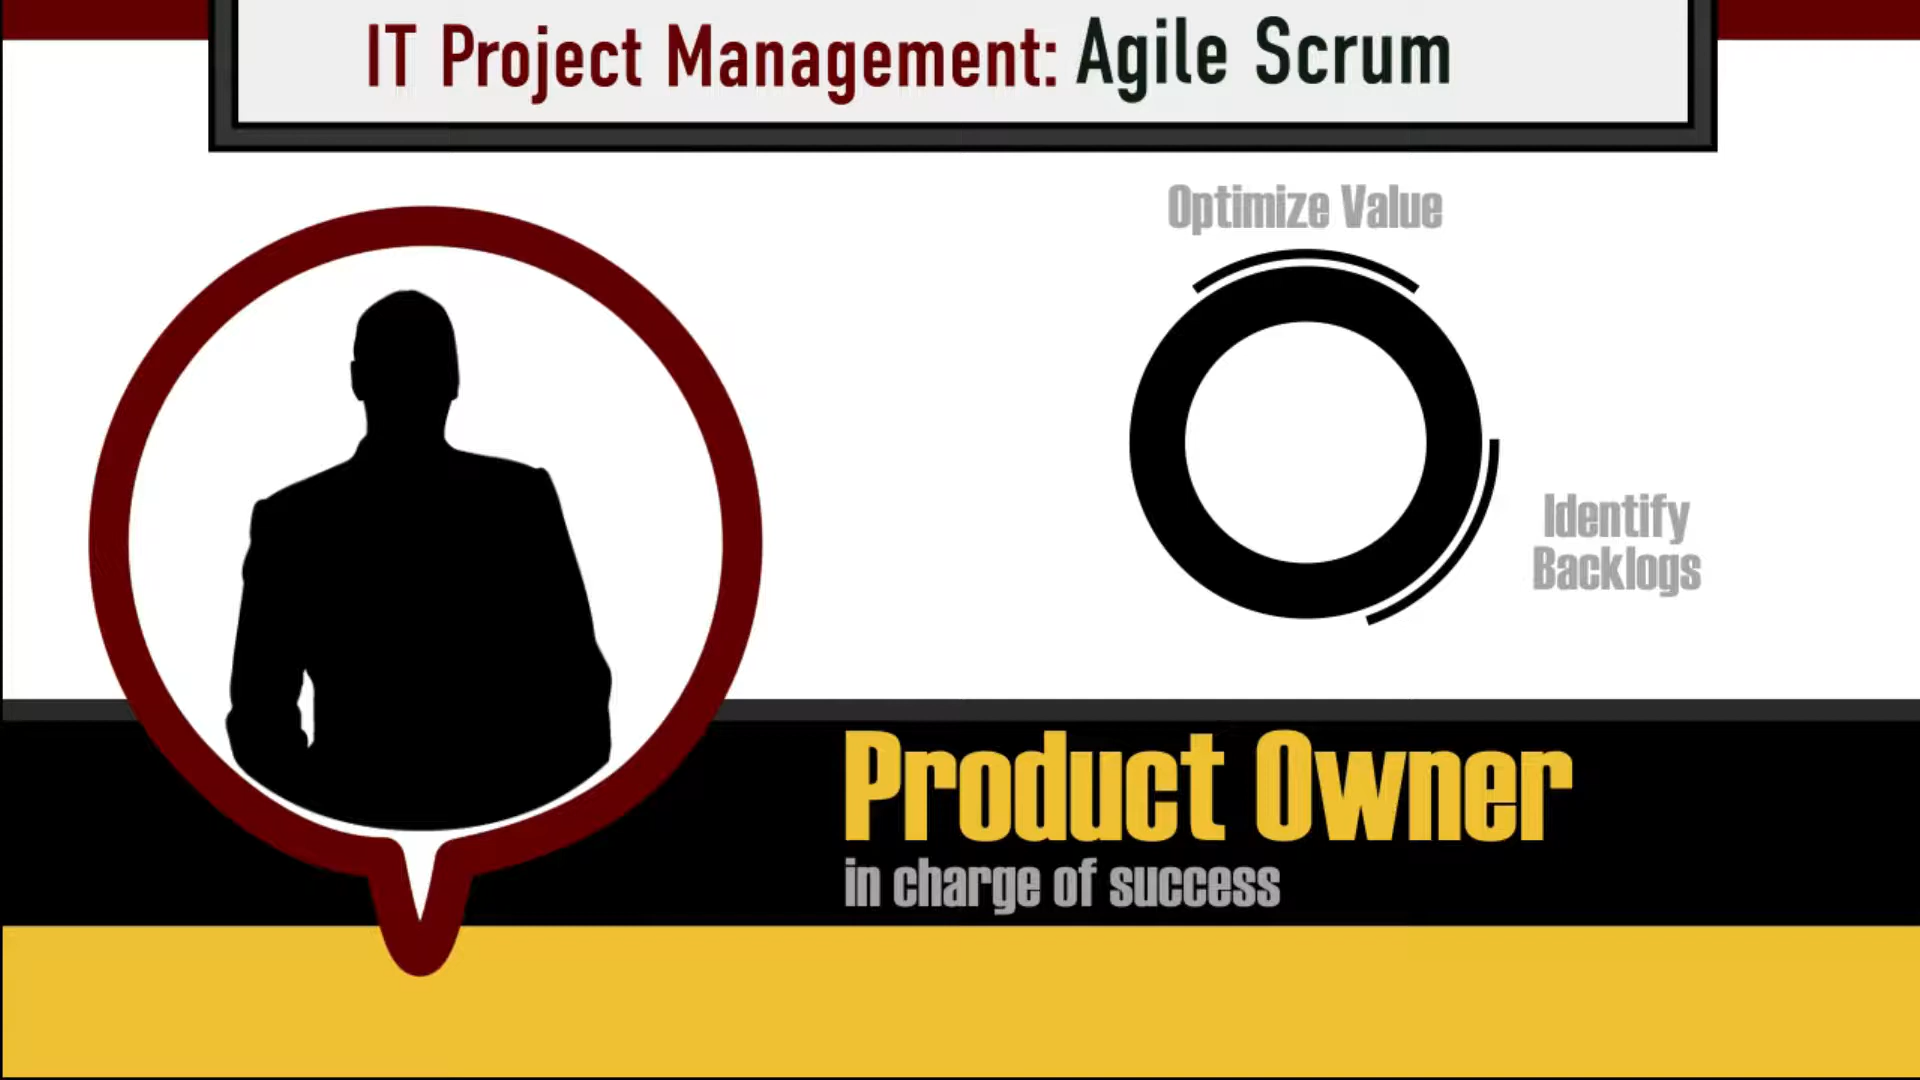 IT Project Management: Agile Scrum
Optimize Value
Identify
Backlogs
Product Owner
in charge of success